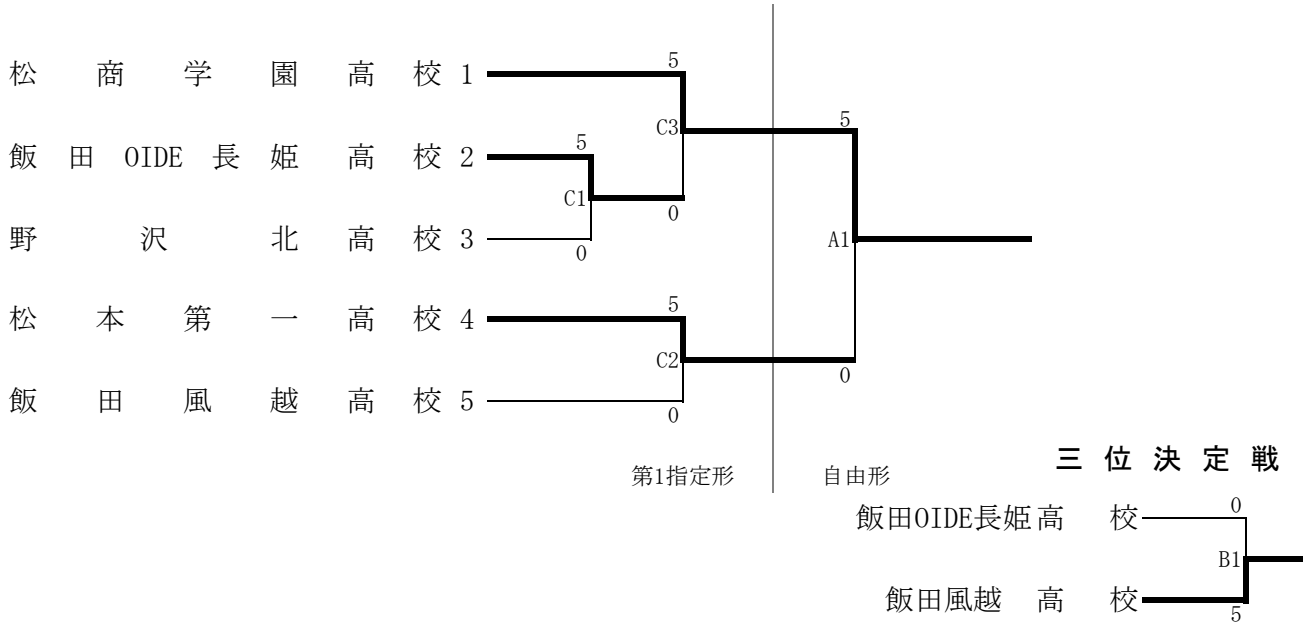 5
松商学園高校 1
C3
5
5
飯田OIDE長姫高校 2
C1
0
野沢北高校 3
0
A1
5
松本第一高校 4
C2
0
飯田風越高校 5
0
三位決定戦
第1指定形 自由形
0
飯田OIDE長姫高校
B1
飯田風越高校
5